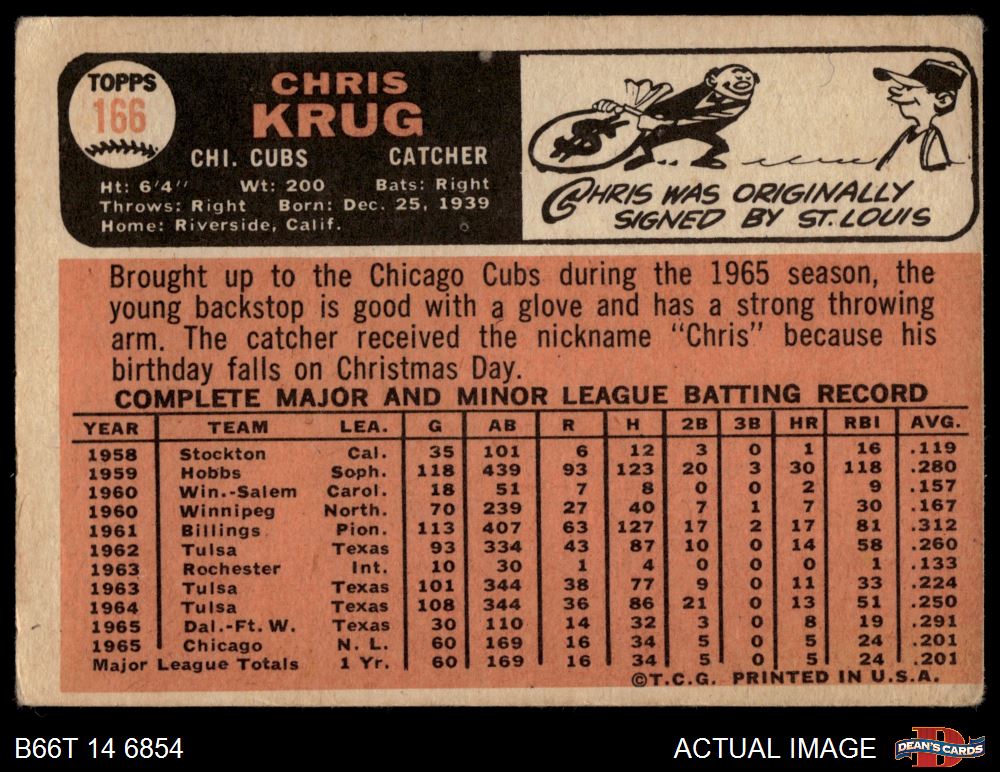 TOPPS
166
CHRIS
KRUG
CHI. CUBS CATCHER
Ht: 6'4" Wt: 200 Bats: Right
Throws: Right Born: Dec. 25, 1939
Home: Riverside, Calif.
$
CHRIS WAS ORIGINALLY
SIGNED BY ST. LOUIS
Brought up to the Chicago Cubs during the 1965 season, the
young backstop is good with a glove and has a strong throwing
arm. The catcher received the nickname "Chris" because his
birthday falls on Christmas Day.
COMPLETE MAJOR AND MINOR LEAGUE BATTING RECORD
YEAR TEAM LEA. G AB R H 2B 3B HR RBI AVG.
1958 Stockton Cal. 35 101 6 12 3 0 1 16 .119
1959 Hobbs Soph. 118 439 93 123 20 3 30 118 .280
1960 Win.-Salem Carol. 18 51 7 8 0 0 2 9 .157
1960 Winnipeg North. 70 239 27 40 7 1 7 30 .167
1961 Billings Pion. 113 407 63 127 17 2 17 81 .312
1962 Tulsa Texas 93 334 43 87 10 0 14 58 .260
1963 Rochester Int. 10 30 1 4 0 0 0 1 .133
1963 Tulsa Texas 101 344 38 77 9 0 11 33 .224
1964 Tulsa Texas 108 344 36 86 21 0 13 51 .250
1965 Dal.-Ft. W. Texas 30 110 14 32 3 0 8 19 .291
1965 Chicago N. L. 60 169 16 34 5 0 5 24 .201
Major League Totals 1 Yr. 60 169 16 34 5 0 5 24 .201
©T.C.G. PRINTED IN U.S.A.
B66T 14 6854 ACTUAL IMAGE DEAN'S CARDS